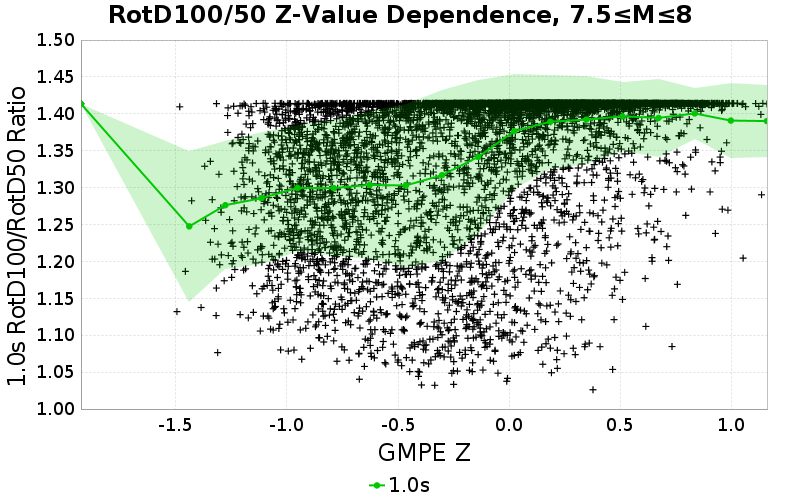 RotD100/50 Z-Value Dependence, 7.5≤M≤8
1.50
1.45
1.40
1.35
1.30
1.25
1.20
1.15
1.10
1.05
1.00
1.0s RotD100/RotD50 Ratio
-1.5 -1.0 -0.5 0.0 0.5 1.0
GMPE Z
1.0s